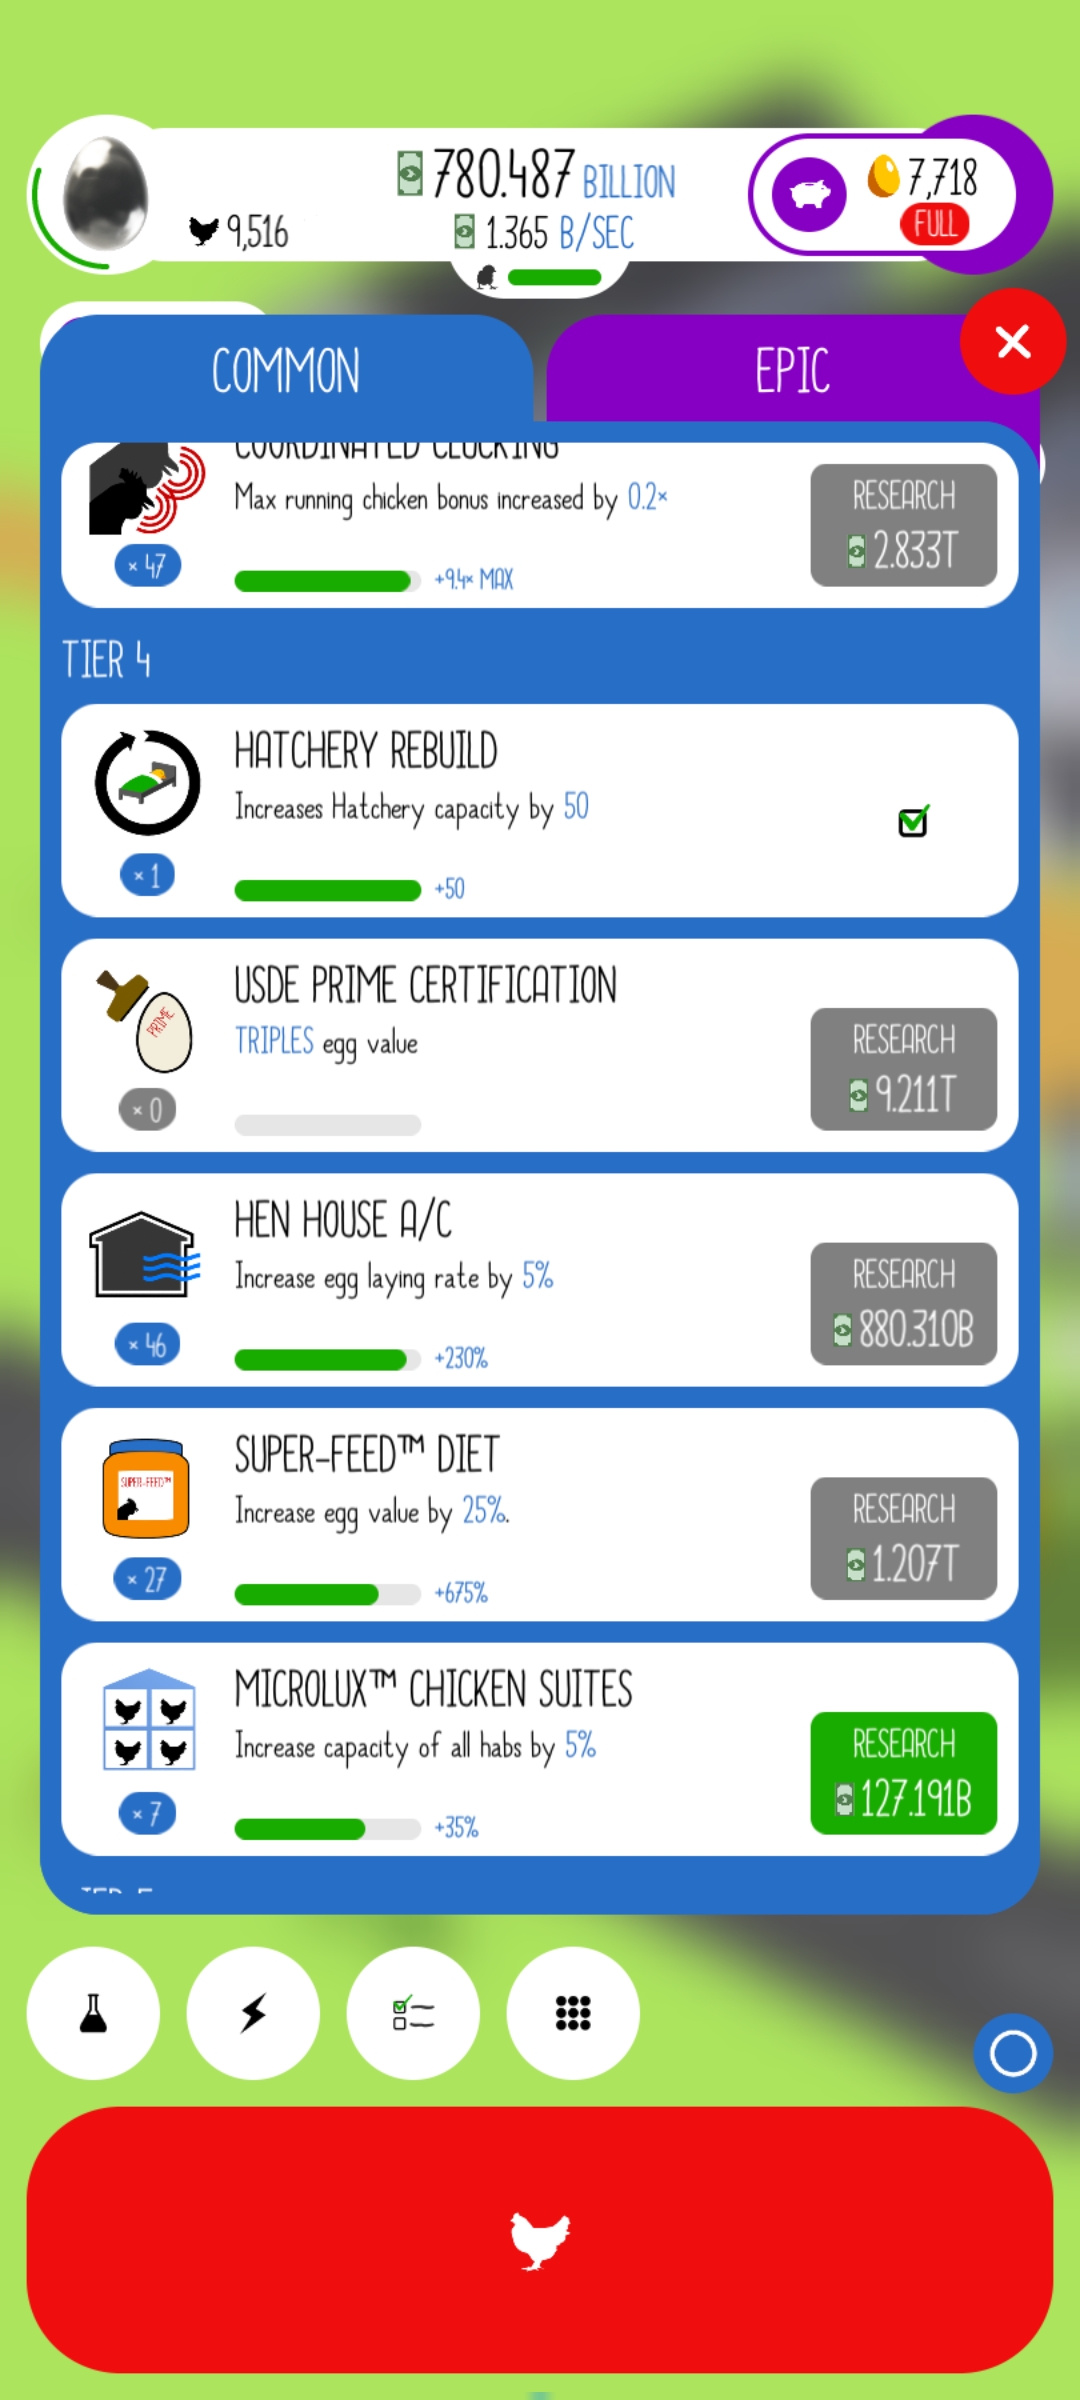 780.487 BILLION
7,718
9,516
1.365 B/SEC
FULL
COMMON
EPIC
COORDINATED CLUCKING
Max running chicken bonus increased by 0.2×
RESEARCH
2.833T
× 47
+9.4× MAX
TIER 4
HATCHERY REBUILD
Increases Hatchery capacity by 50
× 1
+50
USDE PRIME CERTIFICATION
TRIPLES egg value
PRIME
RESEARCH
9.211T
× 0
HEN HOUSE A/C
Increase egg laying rate by 5%
RESEARCH
880.310B
× 46
+230%
SUPER-FEED™ DIET
SUPER-FEED™
Increase egg value by 25%.
RESEARCH
1.207T
× 27
+675%
MICROLUX™ CHICKEN SUITES
Increase capacity of all habs by 5%
RESEARCH
127.191B
× 7
+35%